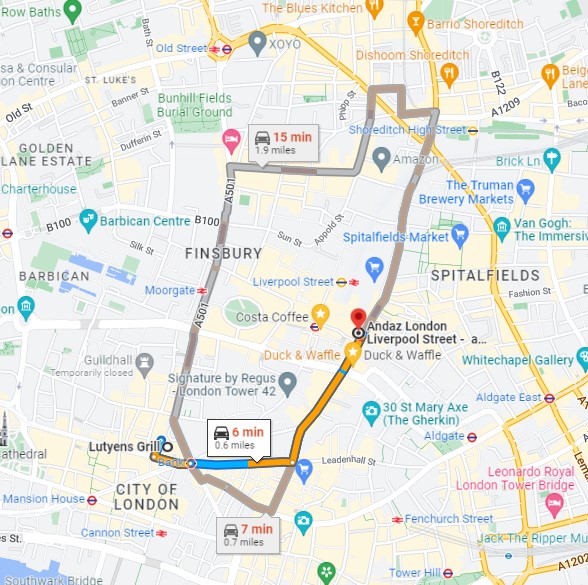 The Blues Kitchen
Row Baths
Bath St
Barrio Shoreditch
Old Street
XOYO
Dishoom Shoreditch
sa & Consular
on Centre
ST. LUKE'S
B122
Beig
Lane
Banner St
Bunhill Fields
Burial Ground
Phipp St
Old St
A1209
Baco
Dufferin St
15 min
1.9 miles
Shoreditch High Street
GOLDEN
LANE ESTATE
Amazon
Brick Ln
Charterhouse
A501
The Truman
Brewery Markets
B100
Barbican Centre
B100
Appold St
Sun St
Van Gogh:
The Immersiv
Silk St
Spitalfields Market
FINSBURY
BARBICAN
Liverpool Street
SPITALFIELDS
Moorgate
Fashion St
on
A501
Costa Coffee
Andaz London
Liverpool Street - a...
Duck & Waffle
Duck & Waffle
Guildhall
Temporarily closed
Whitechapel Gallery
Signature by Regus
- London Tower 42
Aldgate East
30 St Mary Axe
(The Gherkin)
6 min
0.6 miles
Aldgate
Lutyens Grill
Leadenhall St
athedral
Bank
Leonardo Royal
London Tower Bridge
CITY OF
LONDON
Mansion House
7 min
0.7 miles
Fenchurch Street
Cannon Street
Jack The Ripper Mu
es St.
Leman
A1202
Southwark Bridge
Tower Hill